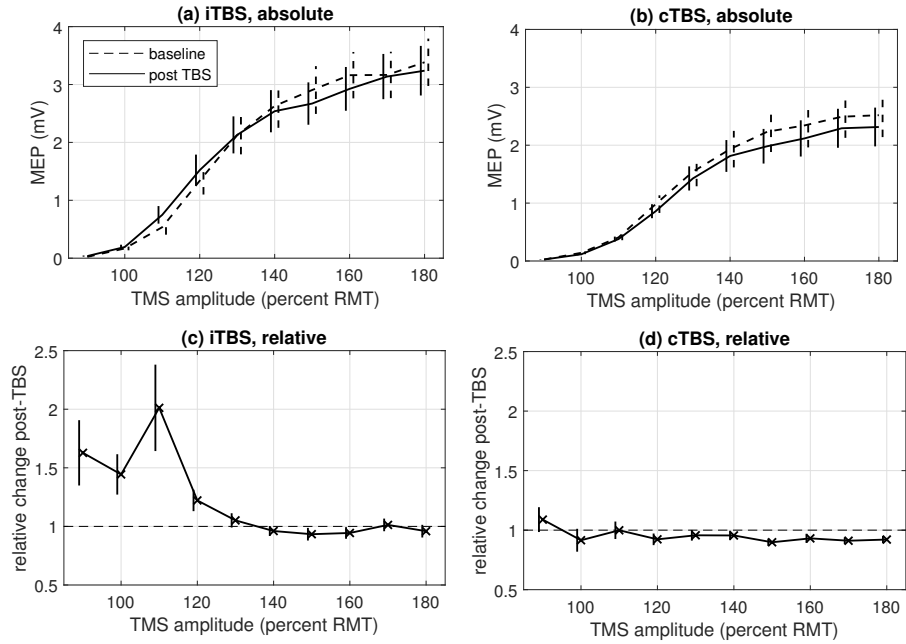 (a) iTBS, absolute
4
3
2
1
0
MEP (mV)
baseline
post TBS
100 120 140 160 180
TMS amplitude (percent RMT)
(b) cTBS, absolute
4
3
2
1
0
MEP (mV)
100 120 140 160 180
TMS amplitude (percent RMT)
(c) iTBS, relative
2.5
2
1.5
1
0.5
relative change post-TBS
100 120 140 160 180
TMS amplitude (percent RMT)
(d) cTBS, relative
2.5
2
1.5
1
0.5
relative change post-TBS
100 120 140 160 180
TMS amplitude (percent RMT)